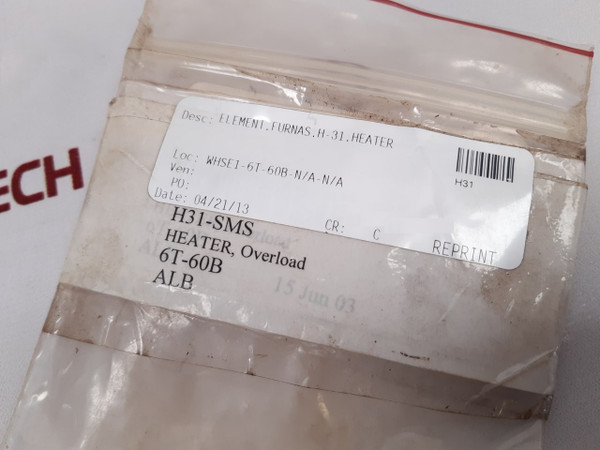 Desc: ELEMENT.FURNAS.H-31.HEATER
H31
Loc: WHSE1-6T-60B-N/A-N/A
Ven:
PO:
Date: 04/21/13
CR: C
REPRINT
H31-SMS
HEATER, Overload
6T-60B
ALB
15 Jun 03
ECH